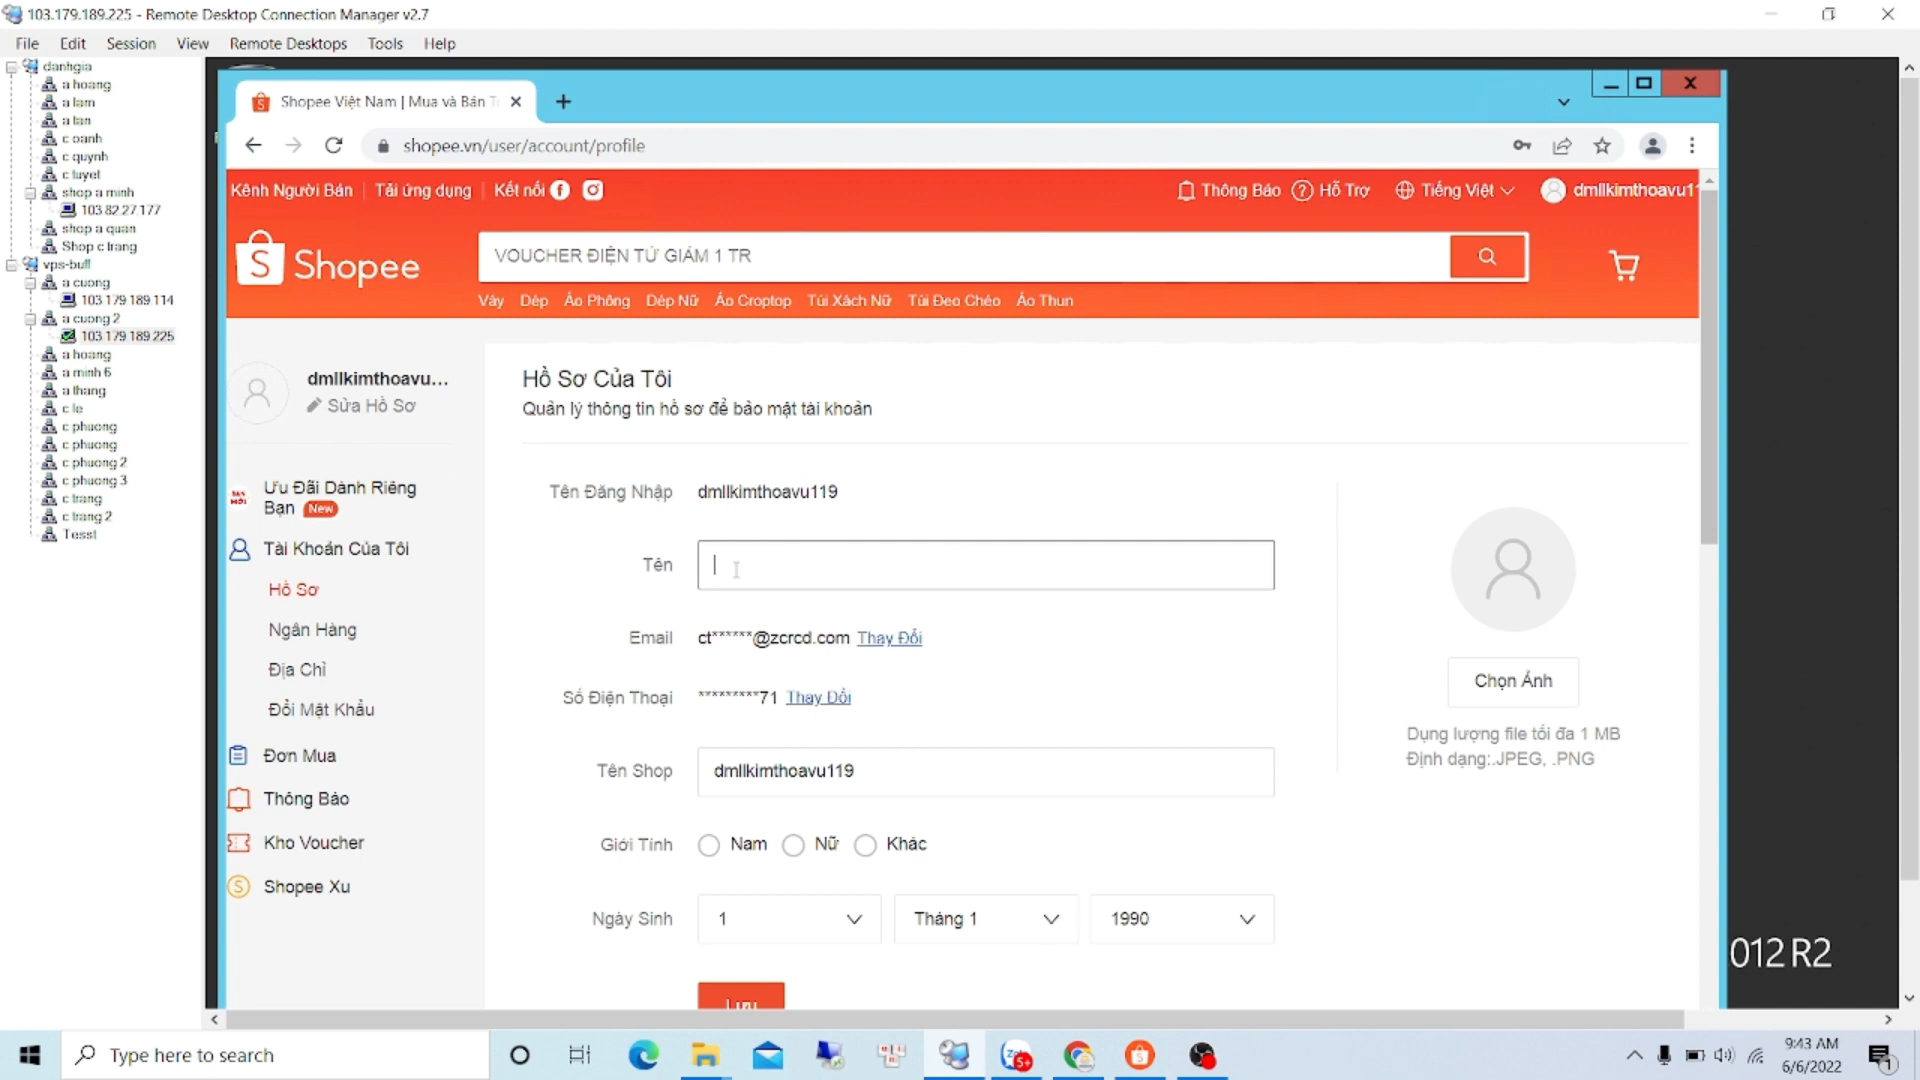 103.179.189.225 - Remote Desktop Connection Manager v2.7
File Edit Session View Remote Desktops Tools Help
danhgia
a hoang
a lam
a tan
c oanh
c quynh
c tuyet
shop a minh
103.82.27.177
shop a quan
Shop c trang
vps-buff
a cuong
103.179.189.114
a cuong 2
103.179.189.225
a hoang
a minh 6
a thang
c le
c phuong
c phuong
c phuong 2
c phuong 3
c trang
c trang 2
Tesst
Shopee Việt Nam | Mua và Bán Tr
shopee.vn/user/account/profile
Kênh Người Bán | Tải ứng dụng | Kết nối
Thông Báo Hỗ Trợ Tiếng Việt dmllkimthoavu11
Shopee
VOUCHER ĐIỆN TỬ GIẢM 1 TR
Váy Dép Áo Phông Dép Nữ Áo Croptop Túi Xách Nữ Túi Đeo Chéo Áo Thun
dmllkimthoavu...
Sửa Hồ Sơ
Ưu Đãi Dành Riêng
Bạn New
Tài Khoản Của Tôi
Hồ Sơ
Ngân Hàng
Địa Chỉ
Đổi Mật Khẩu
Đơn Mua
Thông Báo
Kho Voucher
Shopee Xu
Hồ Sơ Của Tôi
Quản lý thông tin hồ sơ để bảo mật tài khoản
Tên Đăng Nhập dmllkimthoavu119
Tên
Email ct******@zcrcd.com Thay Đổi
Số Điện Thoại *********71 Thay Đổi
Tên Shop dmllkimthoavu119
Giới Tính Nam Nữ Khác
Ngày Sinh 1 Tháng 1 1990
Lưu
Chọn Ảnh
Dụng lượng file tối đa 1 MB
Định dạng:.JPEG, .PNG
012 R2
Type here to search
5+
9:43 AM
6/6/2022
1